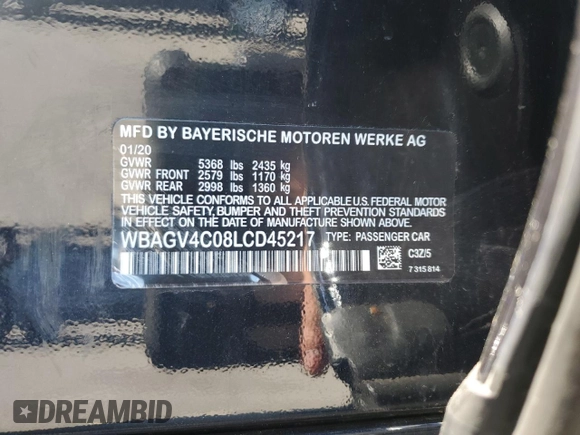 MFD BY BAYERISCHE MOTOREN WERKE AG
01/20
GVWR 5368 lbs 2435 kg
GVWR FRONT 2579 lbs 1170 kg
GVWR REAR 2998 lbs 1360 kg
THIS VEHICLE CONFORMS TO ALL APPLICABLE U.S. FEDERAL MOTOR
VEHICLE SAFETY, BUMPER AND THEFT PREVENTION STANDARDS
IN EFFECT ON THE DATE OF MANUFACTURE SHOWN ABOVE.
WBAGV4C08LCD45217 TYPE: PASSENGER CAR
C3Z/5
7 315 814
DREAMBID